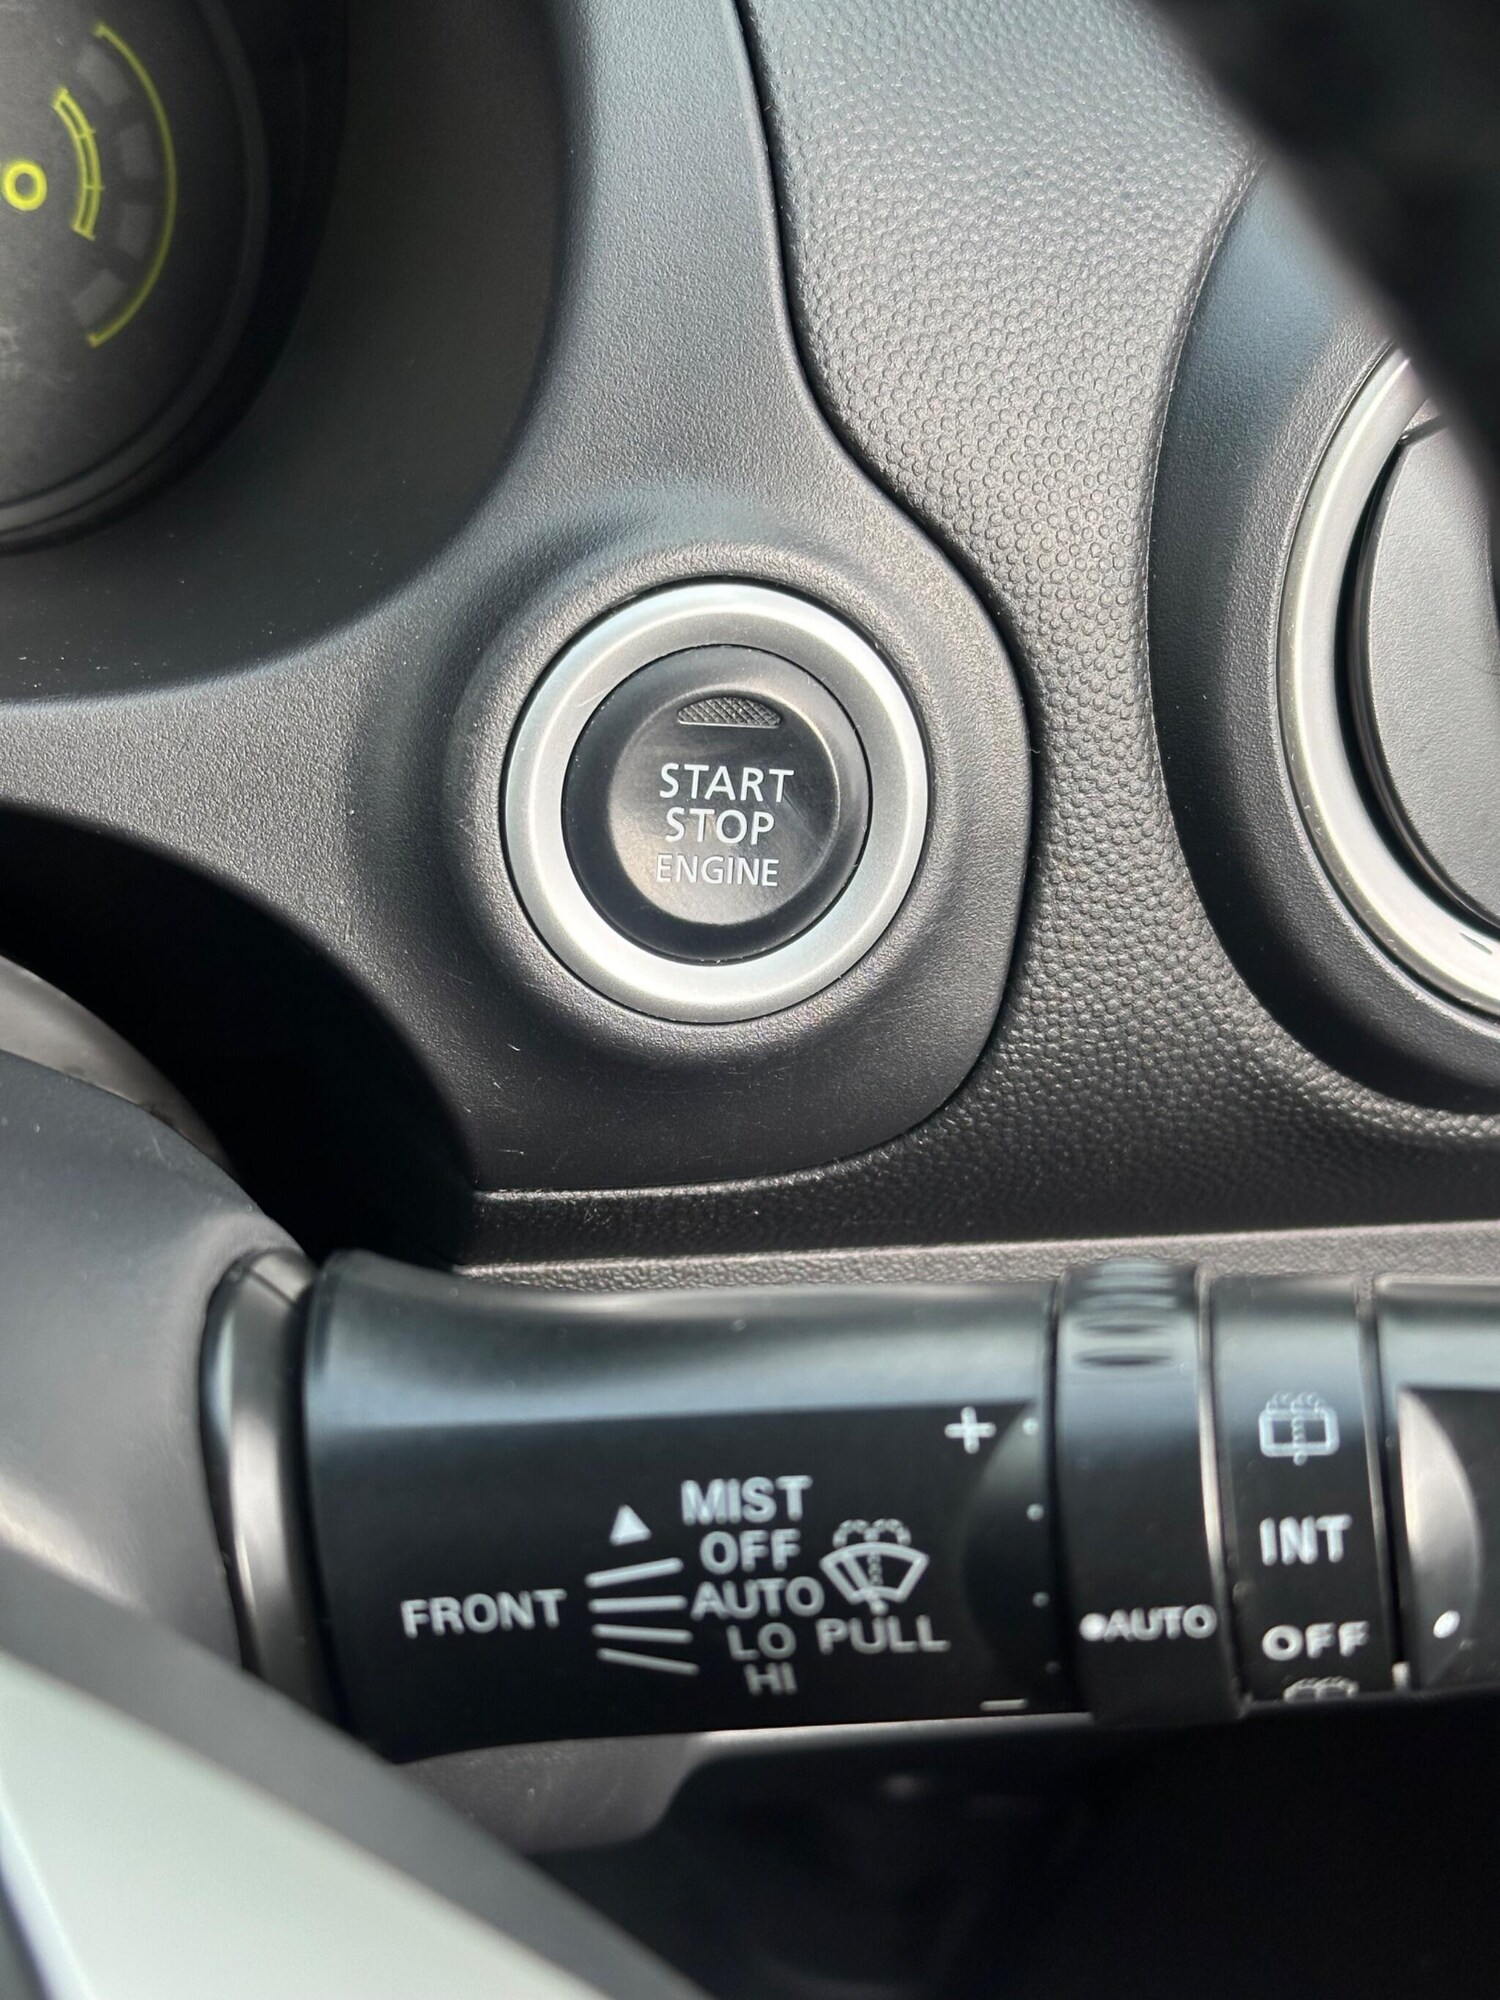 START
STOP
ENGINE
+
FRONT
MIST
OFF
AUTO
LO
HI
PULL
−
•AUTO
INT
OFF